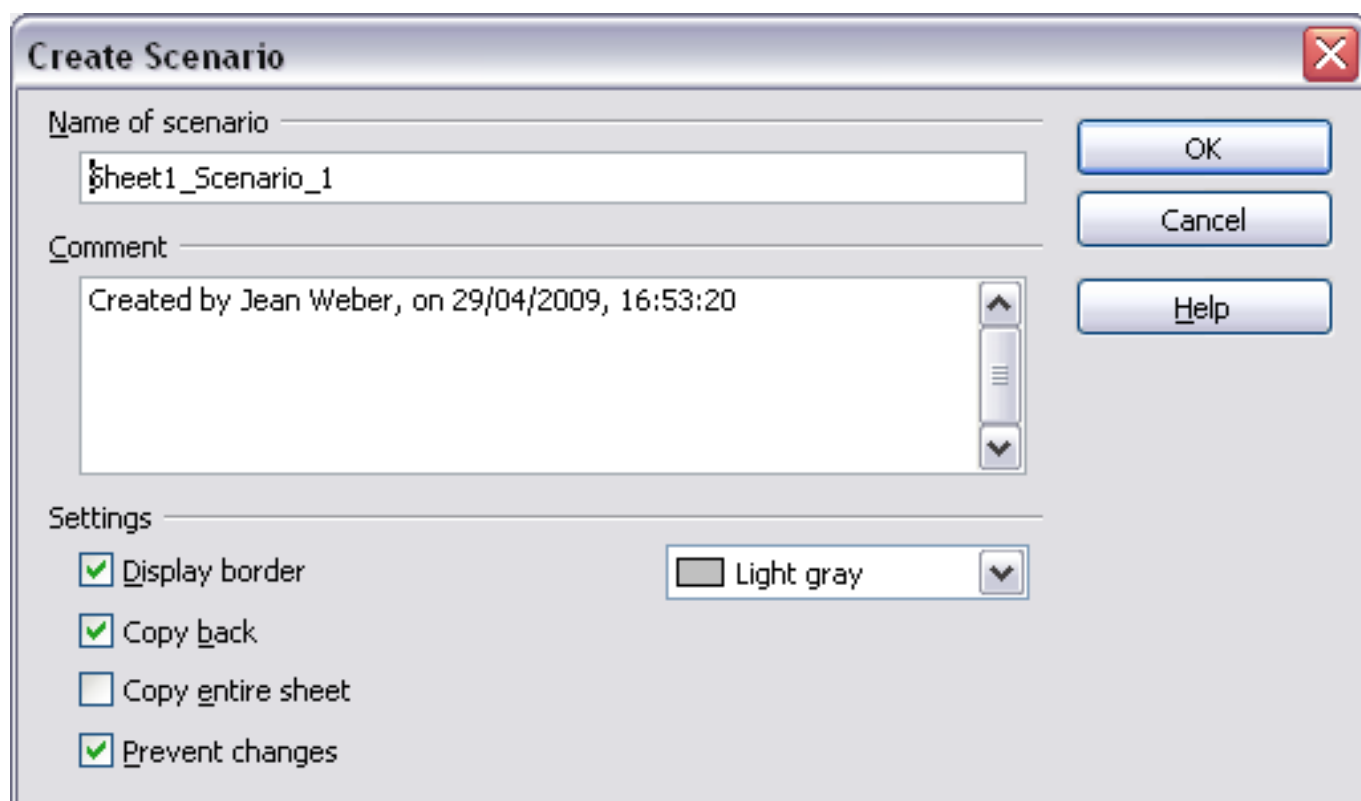 Create Scenario
Name of scenario
Sheet1_Scenario_1
OK
Cancel
Comment
Created by Jean Weber, on 29/04/2009, 16:53:20
Help
Settings
Display border
Light gray
Copy back
Copy entire sheet
Prevent changes